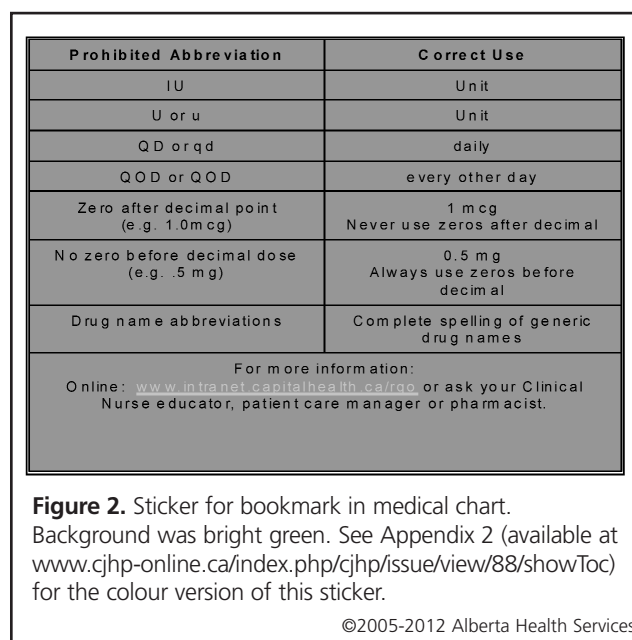 Prohibited Abbreviation Correct Use
IU Unit
U or u Unit
QD or qd daily
QOD or QOD every other day
Zero after decimal point
(e.g. 1.0mcg)
1 mcg
Never use zeros after decimal
No zero before decimal dose
(e.g. .5 mg)
0.5 mg
Always use zeros before
decimal
Drug name abbreviations
Complete spelling of generic
drug names
For more information:
Online: www.intranet.capitalhealth.ca/rqo or ask your Clinical
Nurse educator, patient care manager or pharmacist.
Figure 2. Sticker for bookmark in medical chart.
Background was bright green. See Appendix 2 (available at
www.cjhp-online.ca/index.php/cjhp/issue/view/88/showToc)
for the colour version of this sticker.
©2005-2012 Alberta Health Services